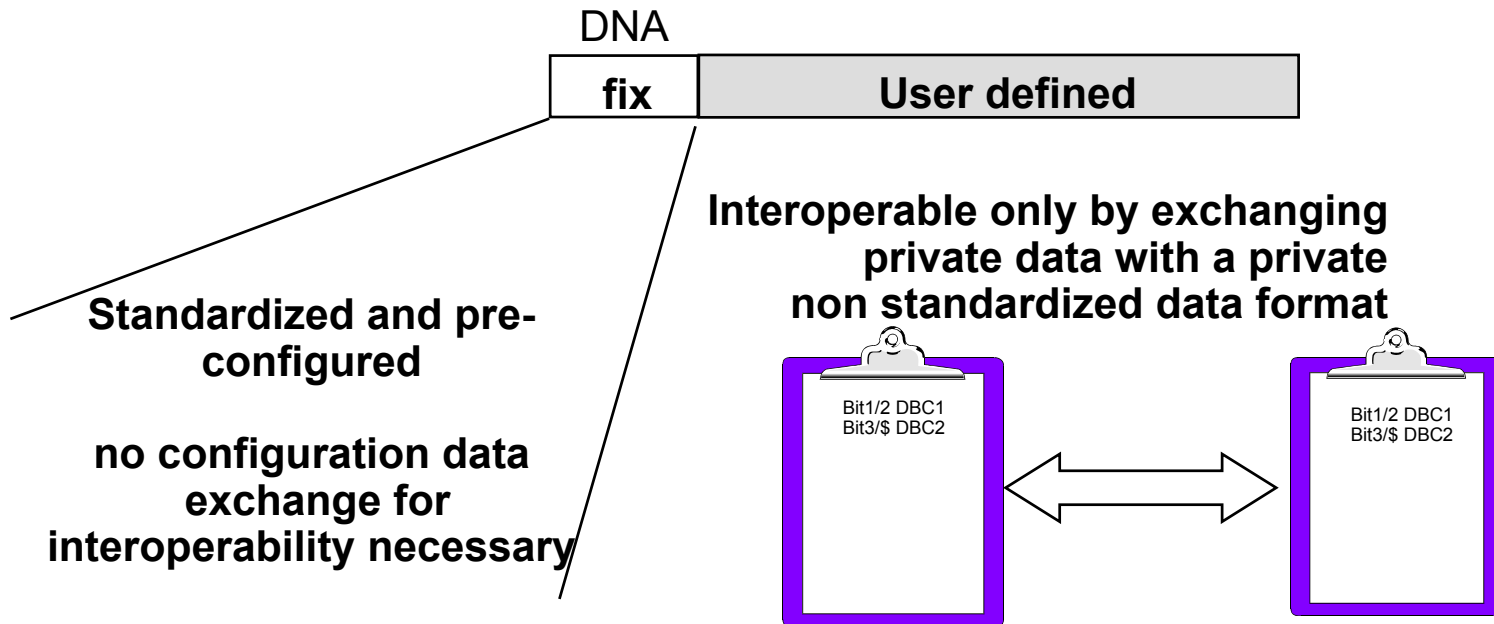 DNA
fix
User defined
Interoperable only by exchanging
private data with a private
non standardized data format
Standardized and pre-
configured
no configuration data
exchange for
interoperability necessary
Bit1/2 DBC1
Bit3/$ DBC2
Bit1/2 DBC1
Bit3/$ DBC2